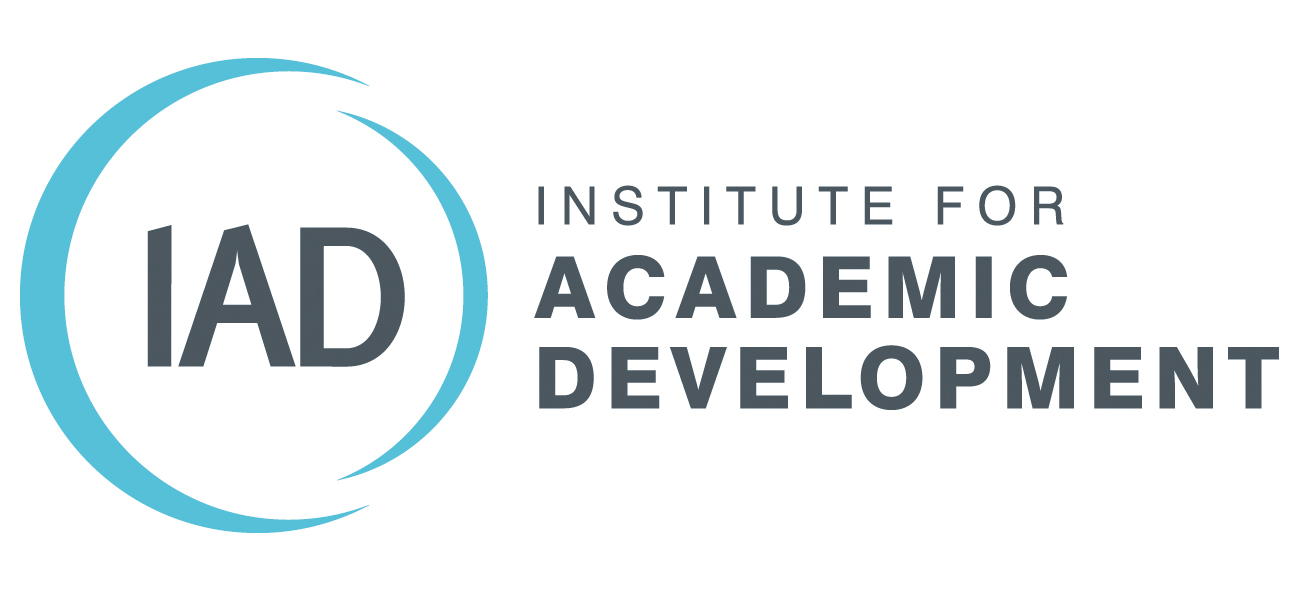 IAD
INSTITUTE FOR
ACADEMIC
DEVELOPMENT